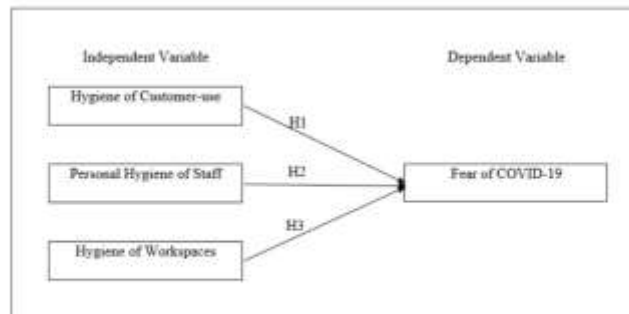 Independent Variable
Dependent Variable
Hygiene of Customer-use
H1
Personal Hygiene of Staff
H2
Fear of COVID-19
H3
Hygiene of Workspaces